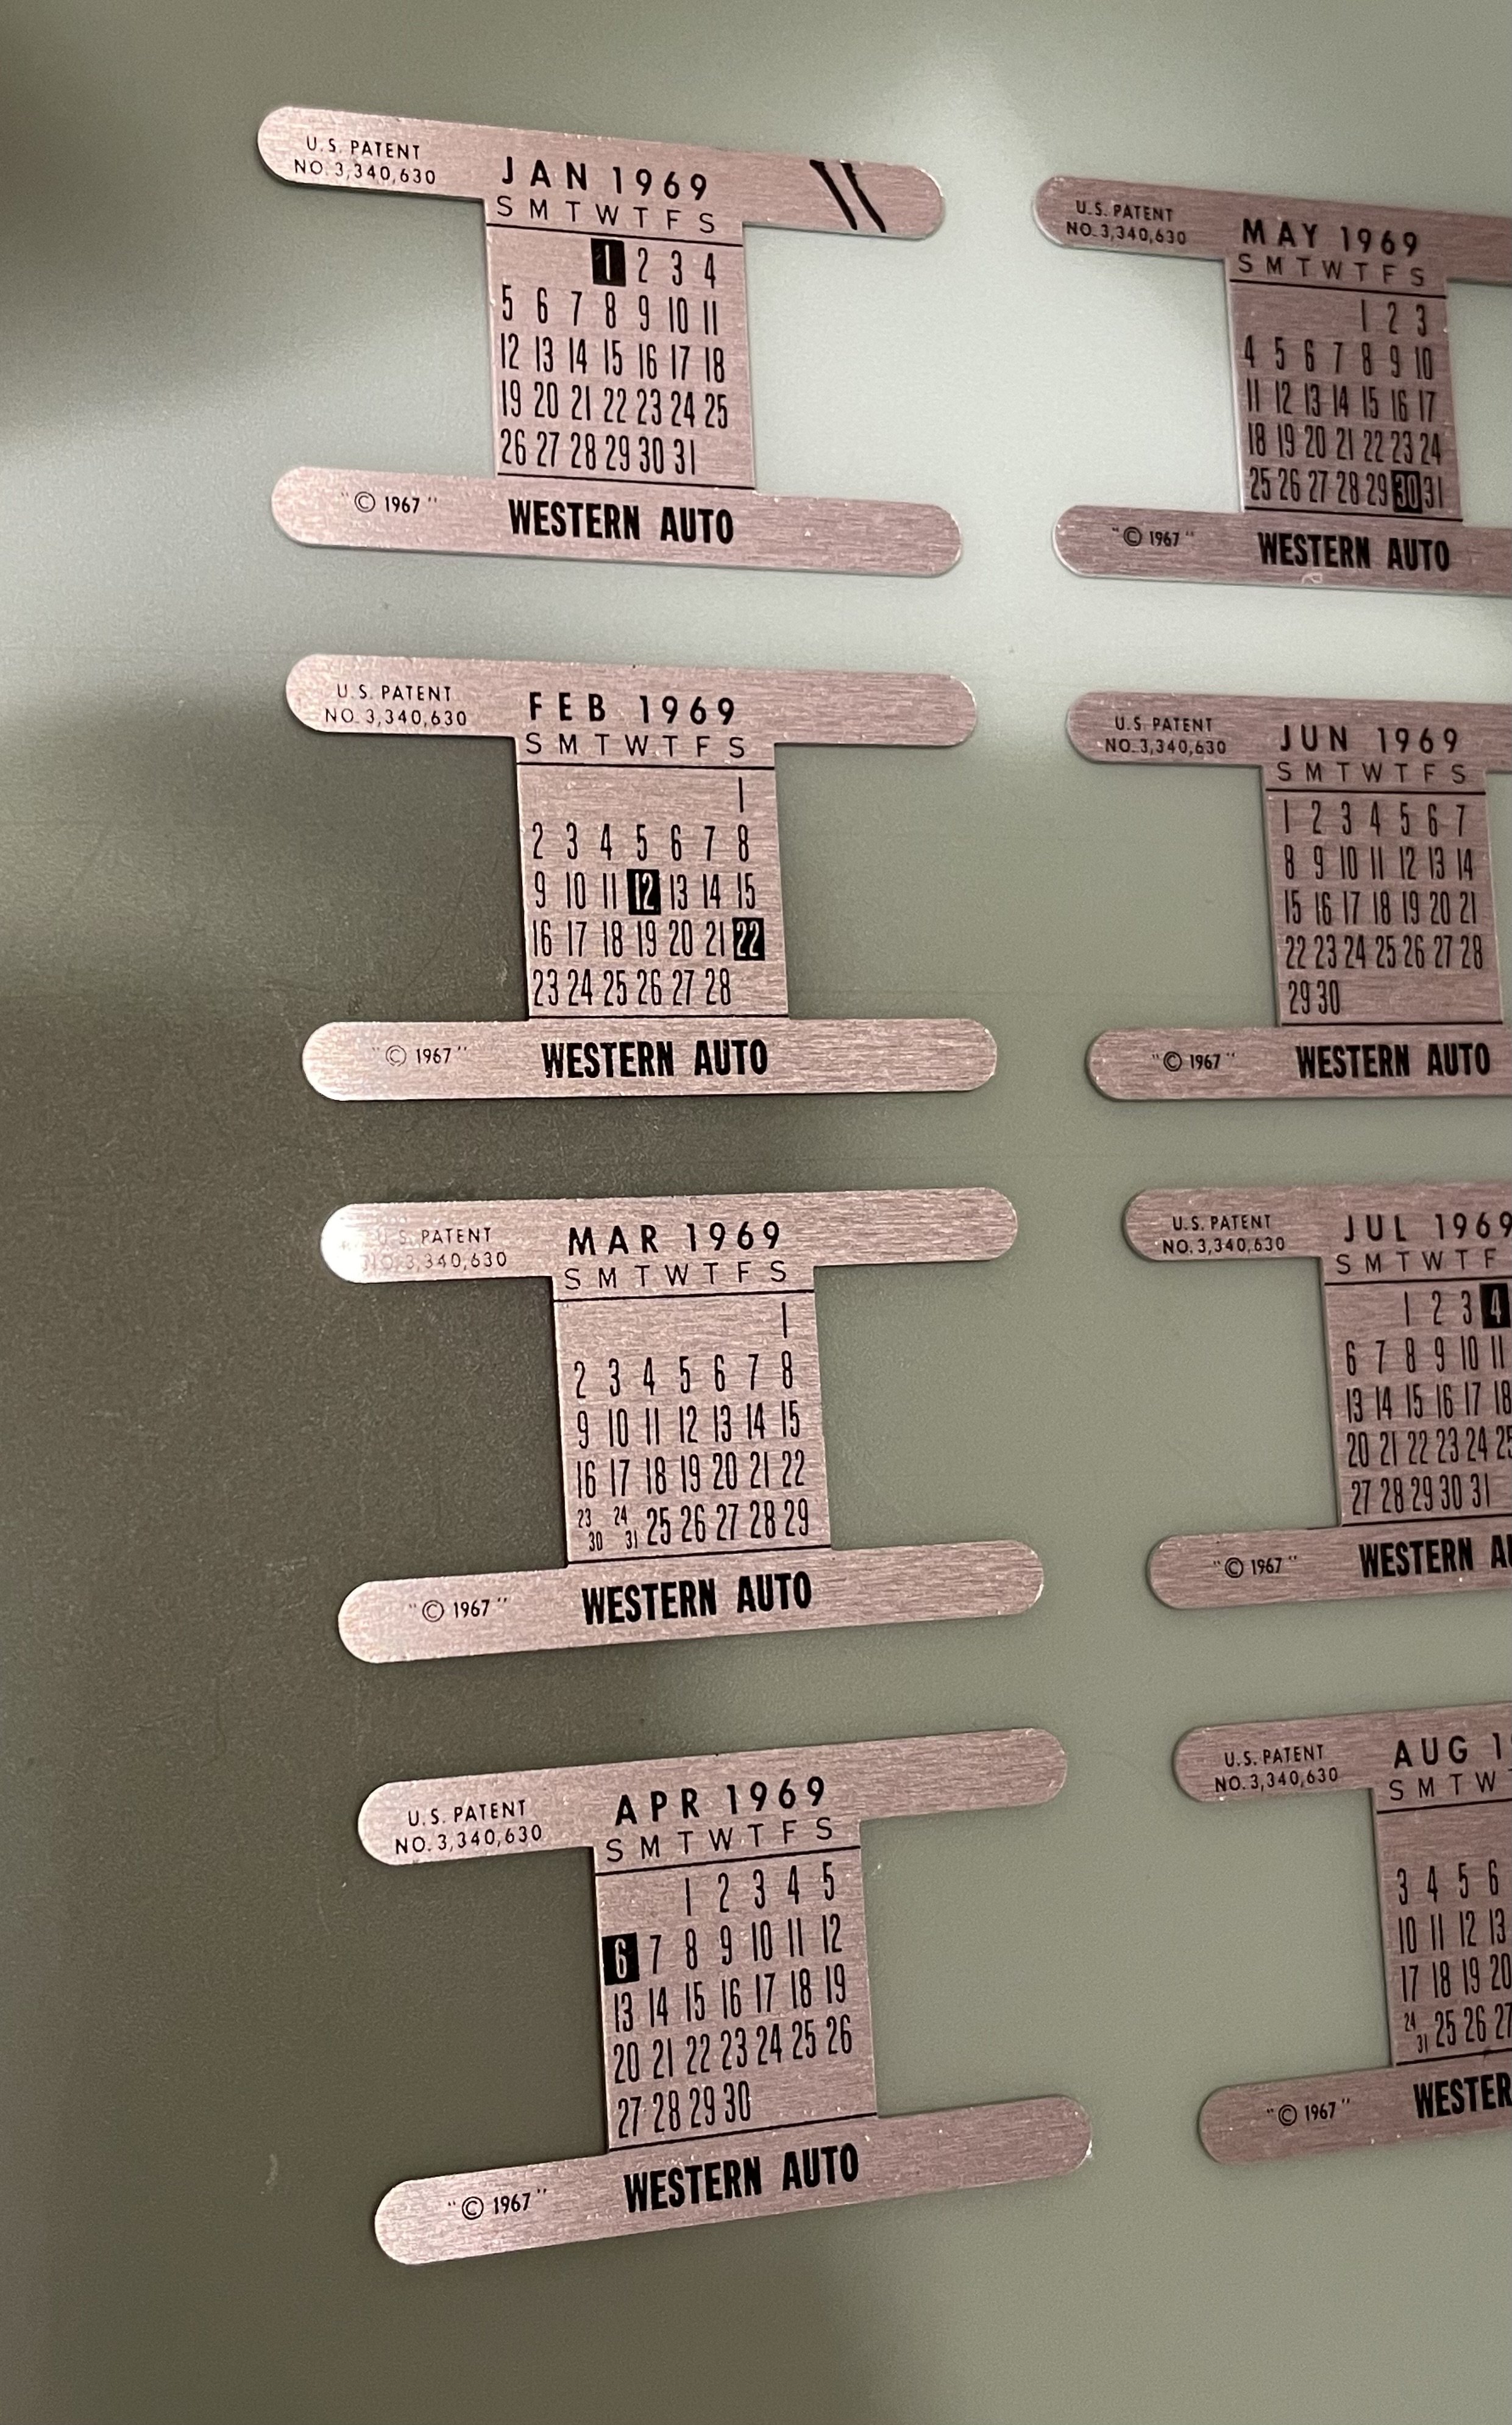 U.S. PATENT
NO. 3,340,630
JAN 1969
S M T W T F S
1 2 3 4
5 6 7 8 9 10 11
12 13 14 15 16 17 18
19 20 21 22 23 24 25
26 27 28 29 30 31
"© 1967"
WESTERN AUTO
U.S. PATENT
NO. 3,340,630
FEB 1969
S M T W T F S
1
2 3 4 5 6 7 8
9 10 11 12 13 14 15
16 17 18 19 20 21 22
23 24 25 26 27 28
"© 1967"
WESTERN AUTO
U.S. PATENT
NO. 3,340,630
MAR 1969
S M T W T F S
1
2 3 4 5 6 7 8
9 10 11 12 13 14 15
16 17 18 19 20 21 22
23 30 24 31 25 26 27 28 29
"© 1967"
WESTERN AUTO
U.S. PATENT
NO. 3,340,630
APR 1969
S M T W T F S
1 2 3 4 5
6 7 8 9 10 11 12
13 14 15 16 17 18 19
20 21 22 23 24 25 26
27 28 29 30
"© 1967"
WESTERN AUTO
U.S. PATENT
NO. 3,340,630
MAY 1969
S M T W T F S
1 2 3
4 5 6 7 8 9 10
11 12 13 14 15 16 17
18 19 20 21 22 23 24
25 26 27 28 29 30 31
"© 1967"
WESTERN AUTO
U.S. PATENT
NO. 3,340,630
JUN 1969
S M T W T F S
1 2 3 4 5 6 7
8 9 10 11 12 13 14
15 16 17 18 19 20 21
22 23 24 25 26 27 28
29 30
"© 1967"
WESTERN AUTO
U.S. PATENT
NO. 3,340,630
JUL 1969
S M T W T F
1 2 3 4
6 7 8 9 10 11
13 14 15 16 17 18
20 21 22 23 24 25
27 28 29 30 31
"© 1967"
WESTERN
U.S. PATENT
NO. 3,340,630
AUG
S M T W
3 4 5 6
10 11 12 13
17 18 19 20
24 31 25 26 27
"© 1967"